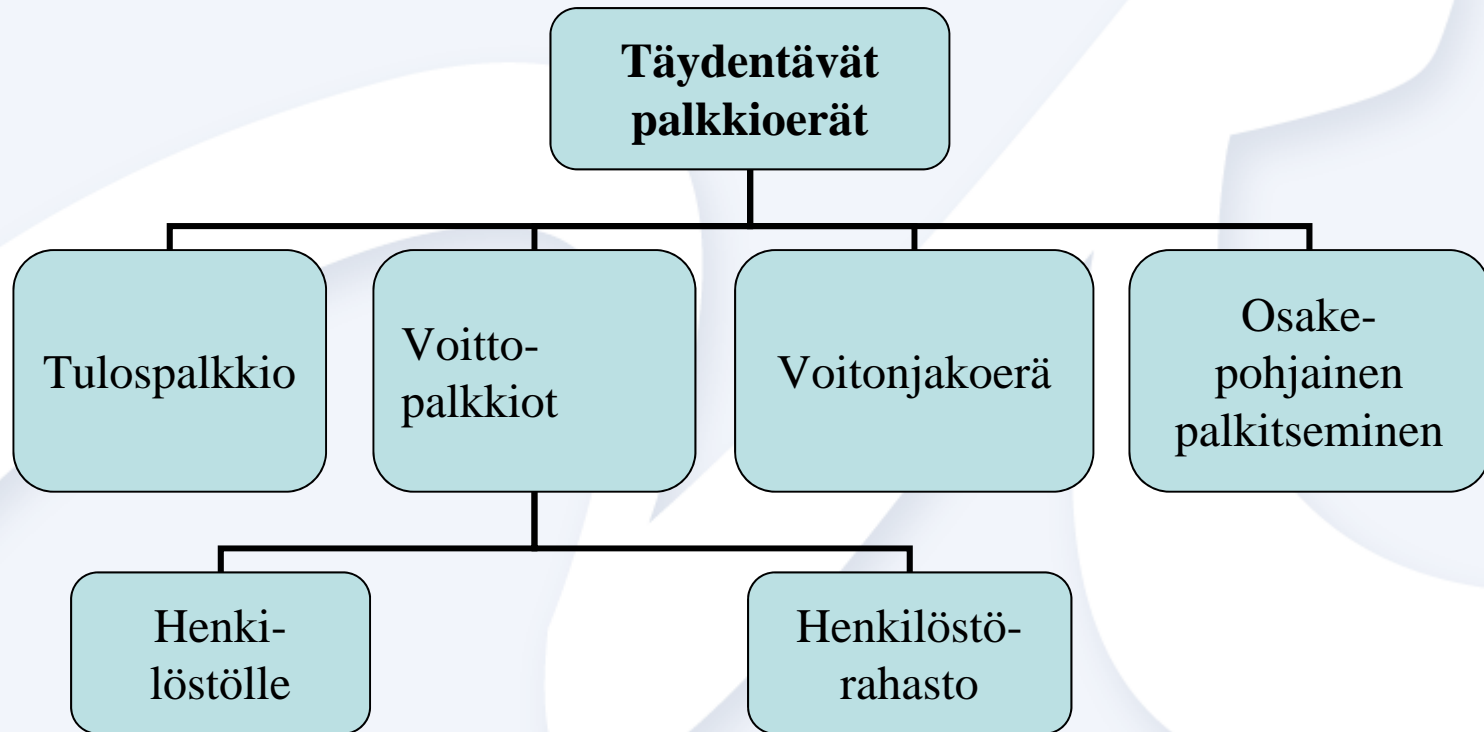 Täydentävät
palkkioerät
Tulospalkkio
Voitto-
palkkiot
Voitonjakoerä
Osake-
pohjainen
palkitseminen
Henki-
löstölle
Henkilöstö-
rahasto